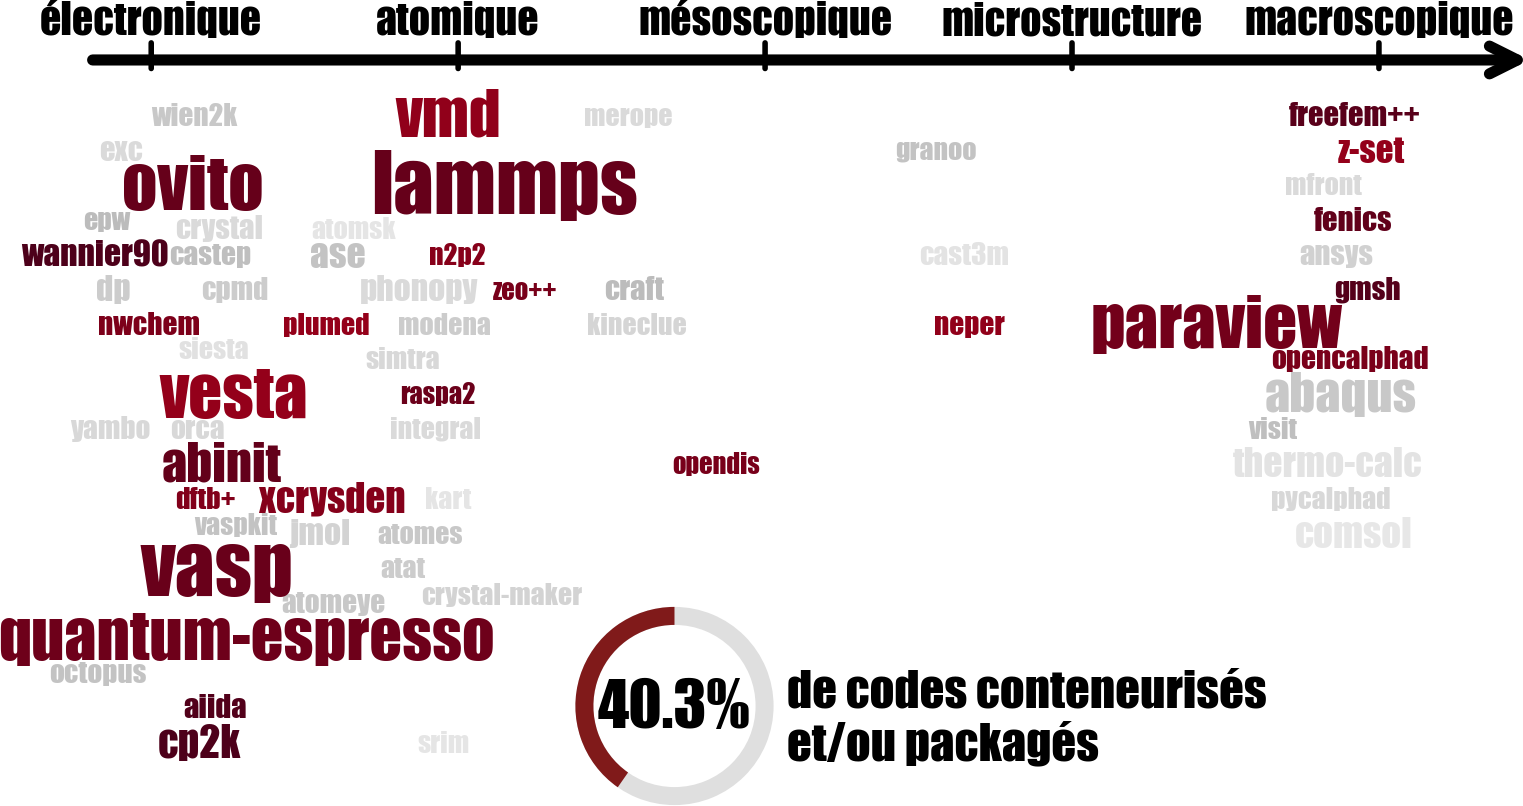 électronique atomique mésoscopique microstructure macroscopique
wien2k vmd merope freefem++
exc granoo z-set
ovito lammps mfront
epw crystal atomsk fenics
wannier90 castep ase n2p2 cast3m ansys
dp cpmd phonopy zeo++ craft gmsh
nwchem plumed modena kineclue neper paraview
siesta simtra opencalphad
vesta raspa2 abaqus
yambo orca integral visit
abinit opendis thermo-calc
dftb+ xcrysden kart pycalphad
vaspkit jmol atomes comsol
vasp atat
atomeye crystal-maker
quantum-espresso
octopus
aiida
cp2k srim
40.3% de codes conteneurisés
et/ou packagés